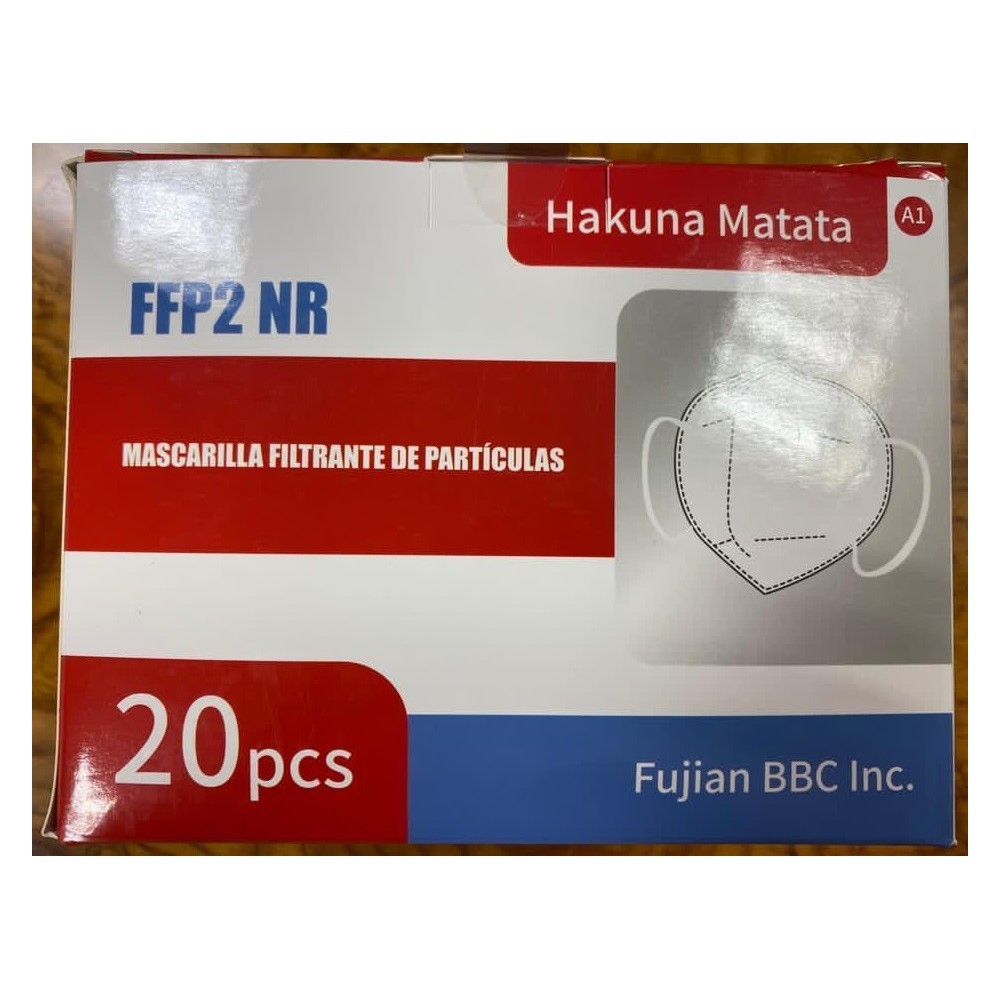 Hakuna Matata
A1
FFP2 NR
MASCARILLA FILTRANTE DE PARTÍCULAS
20pcs
Fujian BBC Inc.